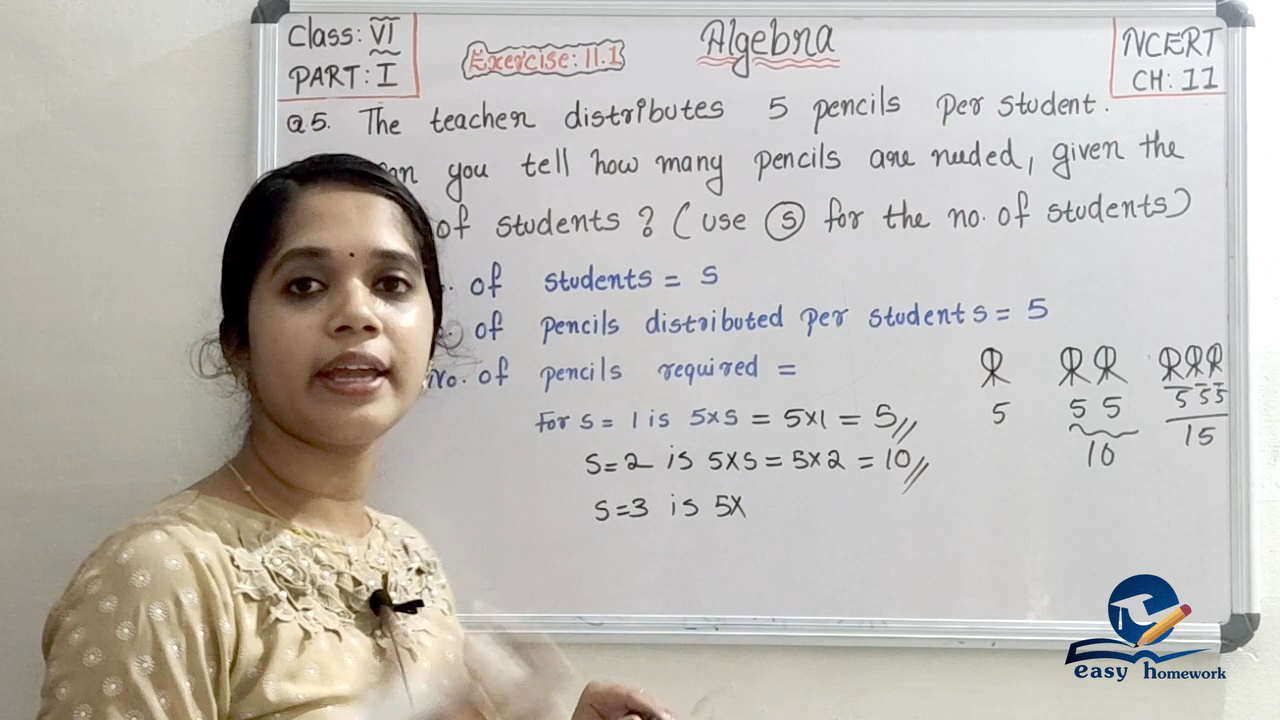 Class: VI
PART: I
Exercise: 11.1
Algebra
NCERT
CH: 11
Q5. The teacher distributes 5 pencils per student.
you tell how many pencils are needed, given the
of students? (use s for the no. of students)
of students = s
of pencils distributed per students = 5
No. of pencils required =
For s = 1 is 5×s = 5×1 = 5//
s=2 is 5×s = 5×2 = 10//
s=3 is 5×
5
5 5
10
5 5 5
15
easy homework